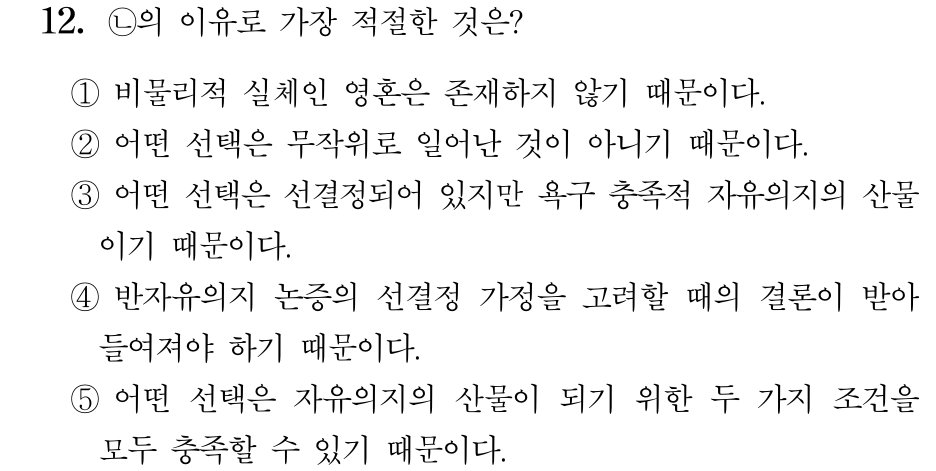 12. ㉡의 이유로 가장 적절한 것은?
① 비물리적 실체인 영혼은 존재하지 않기 때문이다.
② 어떤 선택은 무작위로 일어난 것이 아니기 때문이다.
③ 어떤 선택은 선결정되어 있지만 욕구 충족적 자유의지의 산물
이기 때문이다.
④ 반자유의지 논증의 선결정 가정을 고려할 때의 결론이 받아
들여져야 하기 때문이다.
⑤ 어떤 선택은 자유의지의 산물이 되기 위한 두 가지 조건을
모두 충족할 수 있기 때문이다.